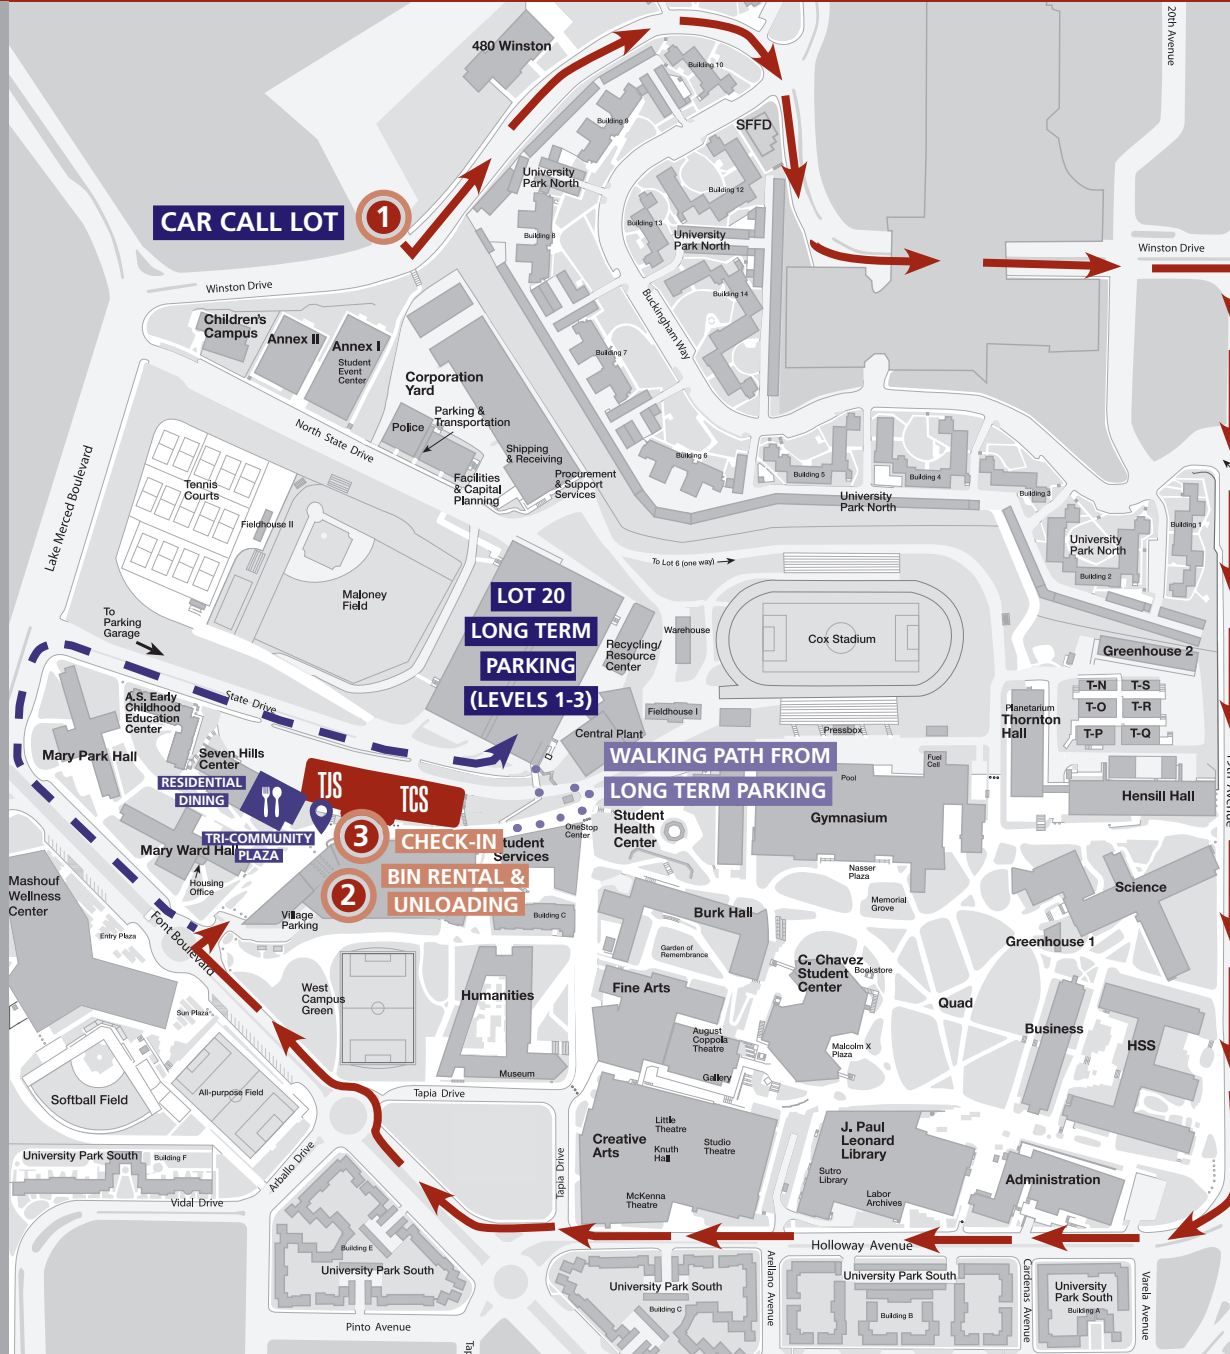 20th Avenue
480 Winston
Building 10
Building 9
SFFD
University
Park North
Building 12
CAR CALL LOT
1
Building 8
Building 13
University
Park North
Winston Drive
Winston Drive
Building 14
Buckingham Way
Children's
Campus
Annex II
Annex I
Student
Event
Center
Building 7
Corporation
Yard
Parking &
Transportation
Police
North State Drive
Shipping
& Receiving
Building 6
Facilities
& Capital
Planning
Procurement
& Support
Services
Building 5
Building 4
Building 3
University
Park North
Lake Merced Boulevard
Tennis
Courts
Fieldhouse II
Building 1
University
Park North
Building 2
To Lot 6 (one way)
Maloney
Field
LOT 20
LONG TERM
PARKING
(LEVELS 1-3)
To
Parking
Garage
Warehouse
Recycling/
Resource
Center
Cox Stadium
Greenhouse 2
T-N
T-S
T-O
T-R
T-P
T-Q
Planetarium
Thornton
Hall
State Drive
A.S. Early
Childhood
Education
Center
Fieldhouse I
Central Plant
Pressbox
Mary Park Hall
Seven Hills
Center
RESIDENTIAL
DINING
TJS
TCS
WALKING PATH FROM
LONG TERM PARKING
Fuel
Cell
Pool
Gymnasium
Hensill Hall
Student
Health
Center
OneStop
Center
TRI-COMMUNITY
PLAZA
3
CHECK-IN
Student
Services
Mary Ward Hall
Housing
Office
2
BIN RENTAL &
UNLOADING
Nasser
Plaza
Memorial
Grove
Science
Mashouf
Wellness
Center
Village
Parking
Building C
Burk Hall
Entry Plaza
Font Boulevard
Garden of
Remembrance
Greenhouse 1
C. Chavez
Student
Center
Bookstore
West
Campus
Green
Humanities
Fine Arts
Quad
Sun Plaza
Business
August
Coppola
Theatre
Malcolm X
Plaza
HSS
Museum
Gallery
Softball Field
All-purpose Field
Tapia Drive
Little
Theatre
Creative
Arts
Knuth
Hall
Studio
Theatre
J. Paul
Leonard
Library
University Park South
Building F
Arballo Drive
Tapia Drive
Sutro
Library
Administration
McKenna
Theatre
Labor
Archives
Vidal Drive
Building E
University Park South
Holloway Avenue
Arellano Avenue
University Park South
Cardenas Avenue
University
Park South
Building A
Varela Avenue
University Park South
Building C
Building B
Pinto Avenue